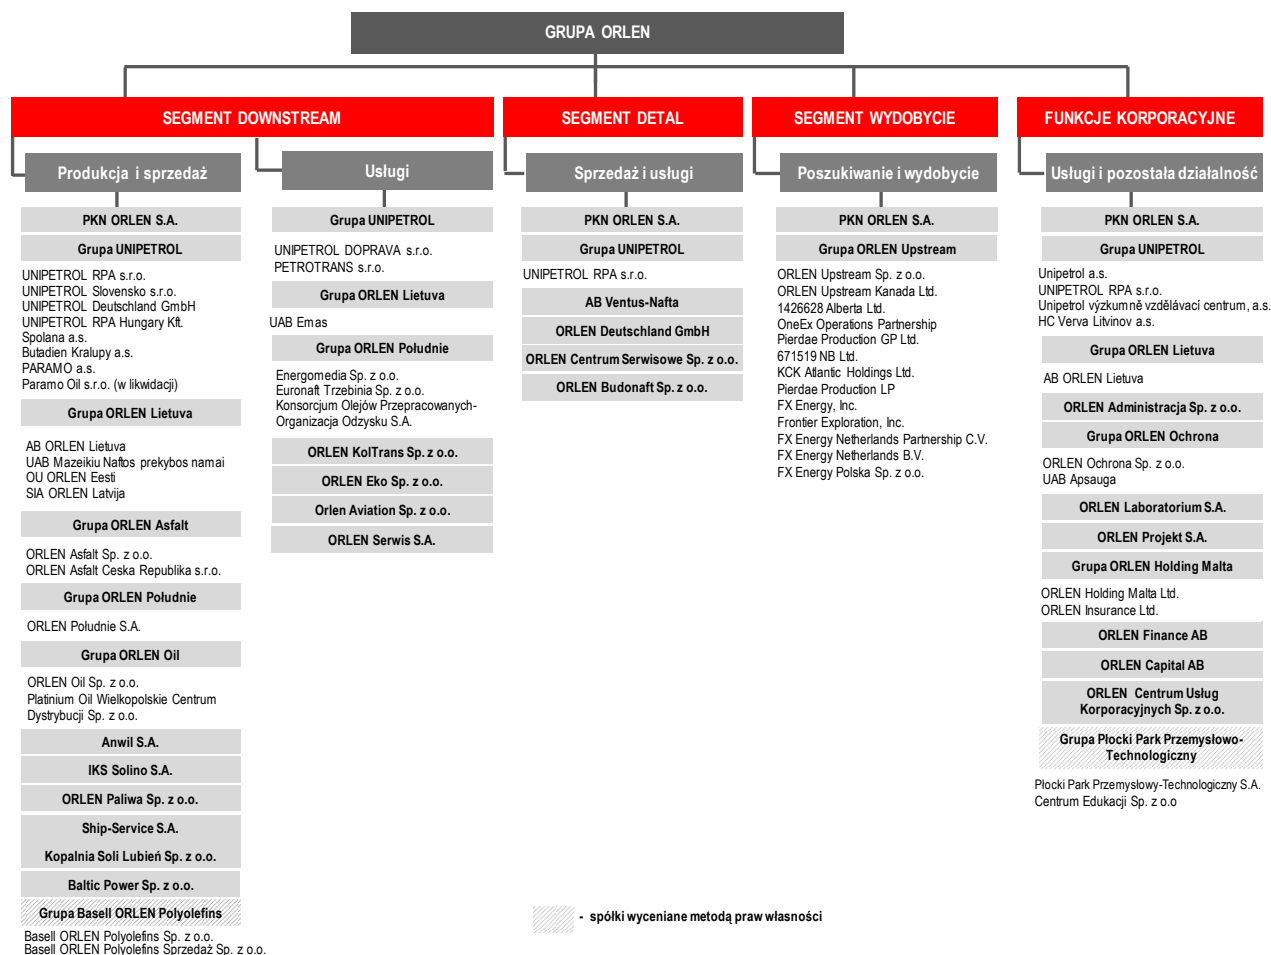 GRUPA ORLEN
SEGMENT DOWNSTREAM
Produkcja i sprzedaż
PKN ORLEN S.A.
Grupa UNIPETROL
UNIPETROL RPA s.r.o.
UNIPETROL Slovensko s.r.o.
UNIPETROL Deutschland GmbH
UNIPETROL RPA Hungary Kft.
Spolana a.s.
Butadien Kralupy a.s.
PARAMO a.s.
Paramo Oil s.r.o. (w likwidacji)
Grupa ORLEN Lietuva
AB ORLEN Lietuva
UAB Mazeikiu Naftos prekybos namai
OU ORLEN Eesti
SIA ORLEN Latvija
Grupa ORLEN Asfalt
ORLEN Asfalt Sp. z o.o.
ORLEN Asfalt Ceska Republika s.r.o.
Grupa ORLEN Południe
ORLEN Południe S.A.
Grupa ORLEN Oil
ORLEN Oil Sp. z o.o.
Platinium Oil Wielkopolskie Centrum
Dystrybucji Sp. z o.o.
Anwil S.A.
IKS Solino S.A.
ORLEN Paliwa Sp. z o.o.
Ship-Service S.A.
Kopalnia Soli Lubień Sp. z o.o.
Baltic Power Sp. z o.o.
Grupa Basell ORLEN Polyolefins
Basell ORLEN Polyolefins Sp. z o.o.
Basell ORLEN Polyolefins Sprzedaż Sp. z o.o.
Usługi
Grupa UNIPETROL
UNIPETROL DOPRAVA s.r.o.
PETROTRANS s.r.o.
Grupa ORLEN Lietuva
UAB Emas
Grupa ORLEN Południe
Energomedia Sp. z o.o.
Euronaft Trzebinia Sp. z o.o.
Konsorcjum Olejów Przepracowanych-
Organizacja Odzysku S.A.
ORLEN KolTrans Sp. z o.o.
ORLEN Eko Sp. z o.o.
Orlen Aviation Sp. z o.o.
ORLEN Serwis S.A.
SEGMENT DETAL
Sprzedaż i usługi
PKN ORLEN S.A.
Grupa UNIPETROL
UNIPETROL RPA s.r.o.
AB Ventus-Nafta
ORLEN Deutschland GmbH
ORLEN Centrum Serwisowe Sp. z o.o.
ORLEN Budonaft Sp. z o.o.
SEGMENT WYDOBYCIE
Poszukiwanie i wydobycie
PKN ORLEN S.A.
Grupa ORLEN Upstream
ORLEN Upstream Sp. z o.o.
ORLEN Upstream Kanada Ltd.
1426628 Alberta Ltd.
OneEx Operations Partnership
Pierdae Production GP Ltd.
671519 NB Ltd.
KCK Atlantic Holdings Ltd.
Pierdae Production LP
FX Energy, Inc.
Frontier Exploration, Inc.
FX Energy Netherlands Partnership C.V.
FX Energy Netherlands B.V.
FX Energy Polska Sp. z o.o.
FUNKCJE KORPORACYJNE
Usługi i pozostała działalność
PKN ORLEN S.A.
Grupa UNIPETROL
Unipetrol a.s.
UNIPETROL RPA s.r.o.
Unipetrol výzkumně vzdělávací centrum, a.s.
HC Verva Litvinov a.s.
Grupa ORLEN Lietuva
AB ORLEN Lietuva
ORLEN Administracja Sp. z o.o.
Grupa ORLEN Ochrona
ORLEN Ochrona Sp. z o.o.
UAB Apsauga
ORLEN Laboratorium S.A.
ORLEN Projekt S.A.
Grupa ORLEN Holding Malta
ORLEN Holding Malta Ltd.
ORLEN Insurance Ltd.
ORLEN Finance AB
ORLEN Capital AB
ORLEN Centrum Usług
Korporacyjnych Sp. z o.o.
Grupa Płocki Park Przemysłowo-
Technologiczny
Płocki Park Przemysłowy-Technologiczny S.A.
Centrum Edukacji Sp. z o.o
- spółki wyceniane metodą praw własności